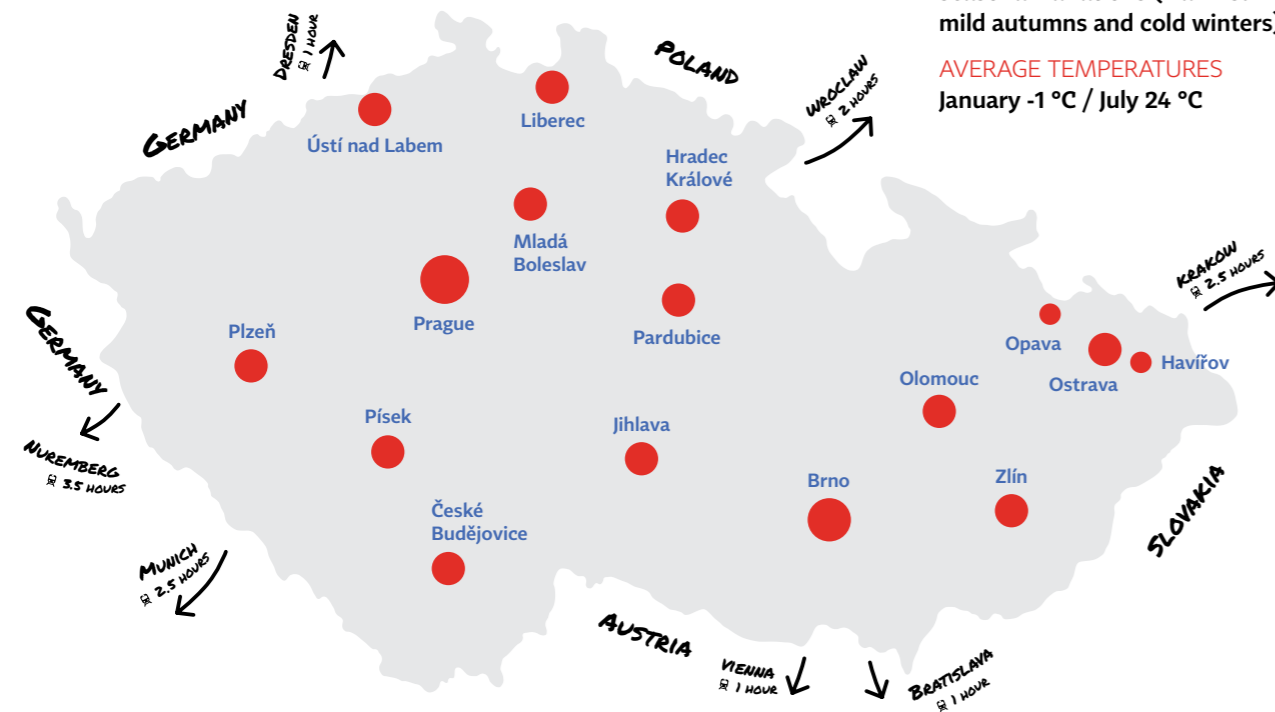 mild autumns and cold winters)
AVERAGE TEMPERATURES
January -1 °C / July 24 °C
DRESDEN
1 HOUR
POLAND
WROCLAW
2 HOURS
GERMANY
Liberec
Ústí nad Labem
Hradec
Králové
Mladá
Boleslav
KRAKOW
2.5 HOURS
Prague
Pardubice
Plzeň
GERMANY
Opava
Ostrava
Havířov
Olomouc
Písek
Jihlava
NUREMBERG
3.5 HOURS
Brno
Zlín
České
Budějovice
SLOVAKIA
MUNICH
2.5 HOURS
AUSTRIA
VIENNA
1 HOUR
BRATISLAVA
1 HOUR